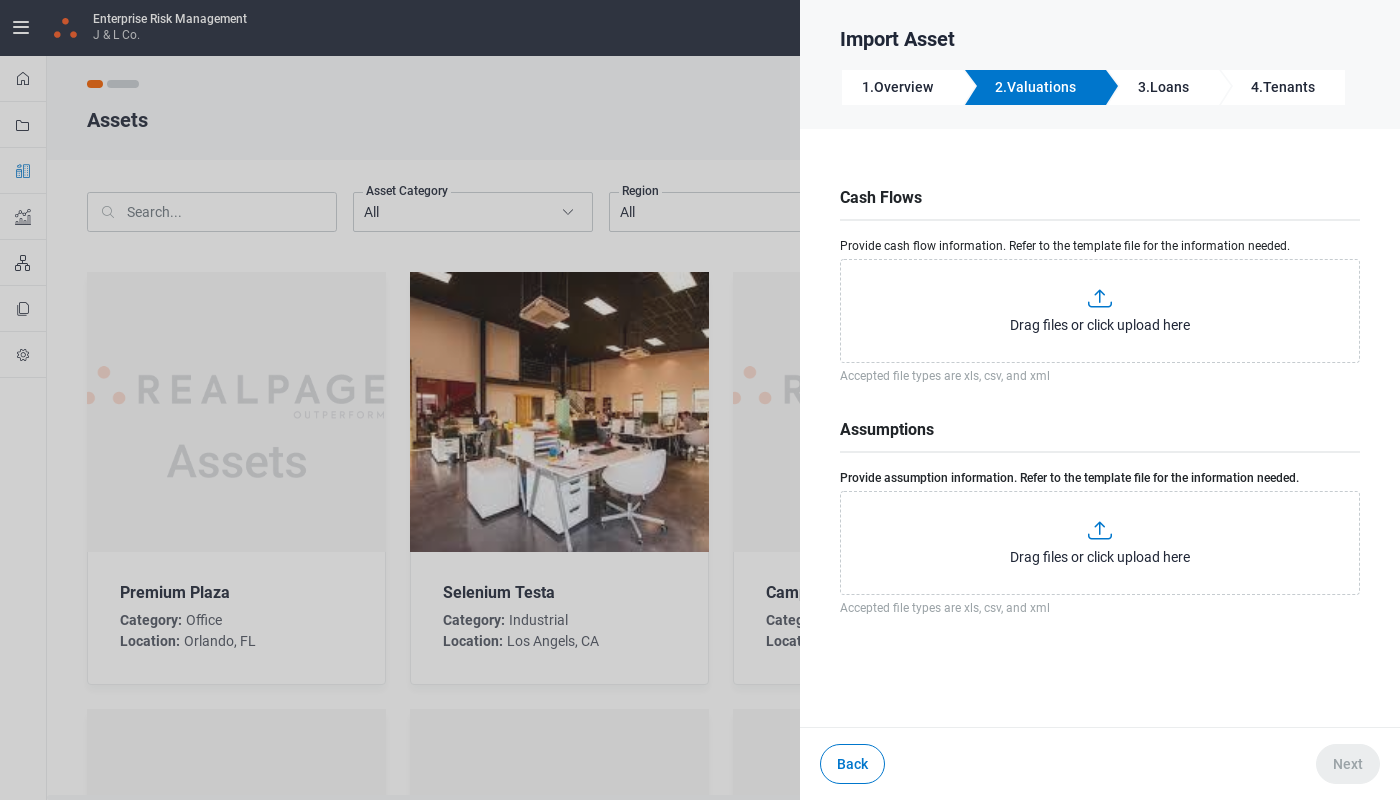 Enterprise Risk Management
J & L Co.
Assets
Search...
Asset Category
All
Region
All
REALPAGE
OUTPERFORM
Assets
Premium Plaza
Category: Office
Location: Orlando, FL
Selenium Testa
Category: Industrial
Location: Los Angels, CA
Import Asset
1.Overview
2.Valuations
3.Loans
4.Tenants
Cash Flows
Provide cash flow information. Refer to the template file for the information needed.
Drag files or click upload here
Accepted file types are xls, csv, and xml
Assumptions
Provide assumption information. Refer to the template file for the information needed.
Drag files or click upload here
Accepted file types are xls, csv, and xml
Back
Next